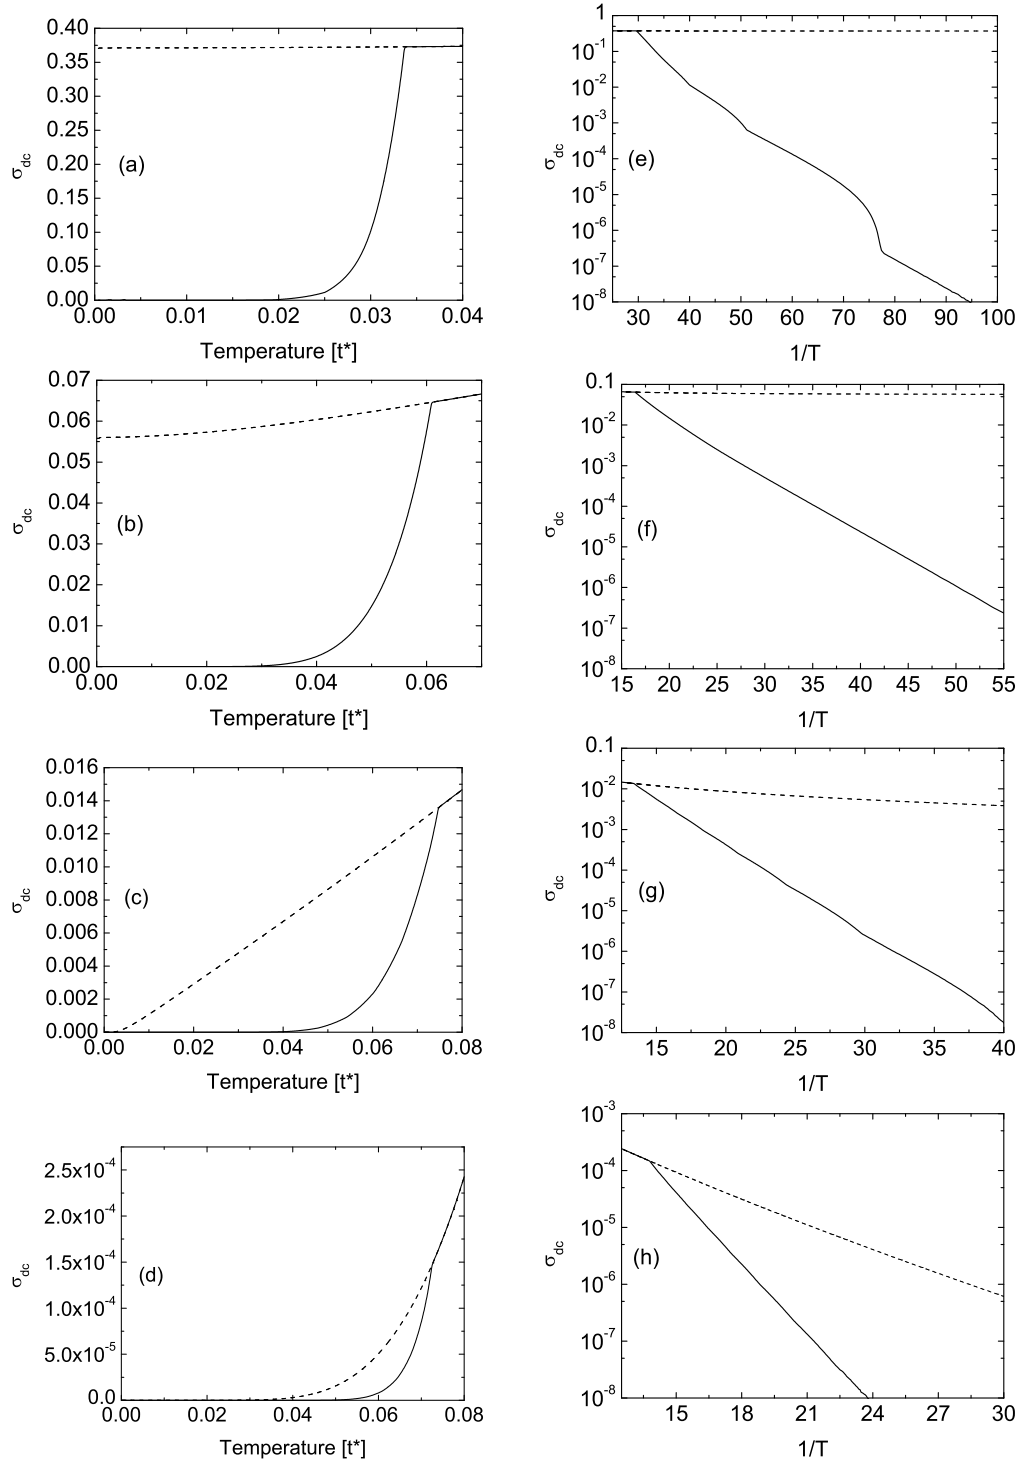 0.40
0.35
0.30
0.25
0.20
0.15
0.10
0.05
0.00
σdc
(a)
0.00 0.01 0.02 0.03 0.04
Temperature [t*]
1
10-1
10-2
10-3
10-4
10-5
10-6
10-7
10-8
σdc
(e)
30 40 50 60 70 80 90 100
1/T
0.07
0.06
0.05
0.04
0.03
0.02
0.01
0.00
σdc
(b)
0.00 0.02 0.04 0.06
Temperature [t*]
0.1
10-2
10-3
10-4
10-5
10-6
10-7
10-8
σdc
(f)
15 20 25 30 35 40 45 50 55
1/T
0.016
0.014
0.012
0.010
0.008
0.006
0.004
0.002
0.000
σdc
(c)
0.00 0.02 0.04 0.06 0.08
Temperature [t*]
0.1
10-2
10-3
10-4
10-5
10-6
10-7
10-8
σdc
(g)
15 20 25 30 35 40
1/T
2.5x10-4
2.0x10-4
1.5x10-4
1.0x10-4
5.0x10-5
0.0
σdc
(d)
0.00 0.02 0.04 0.06 0.08
Temperature [t*]
10-3
10-4
10-5
10-6
10-7
10-8
σdc
(h)
15 18 21 24 27 30
1/T